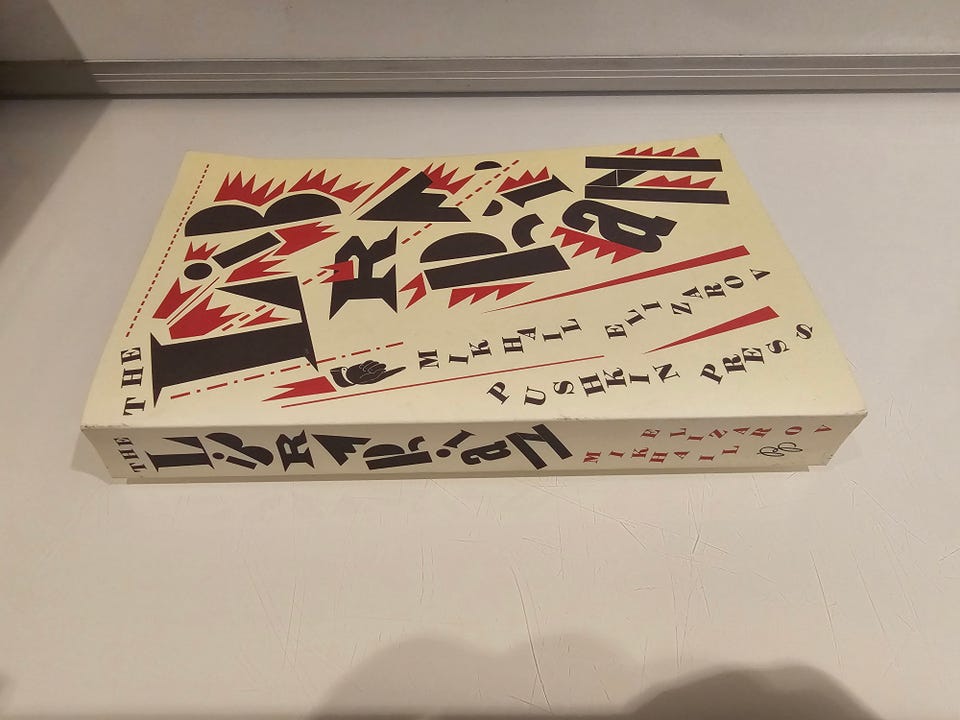 THE LiBRARiaN
MIKHAIL ELIZAROV
PUSHKIN PRESS
THE LiBRARiaN
MIKHAIL ELIZAROV